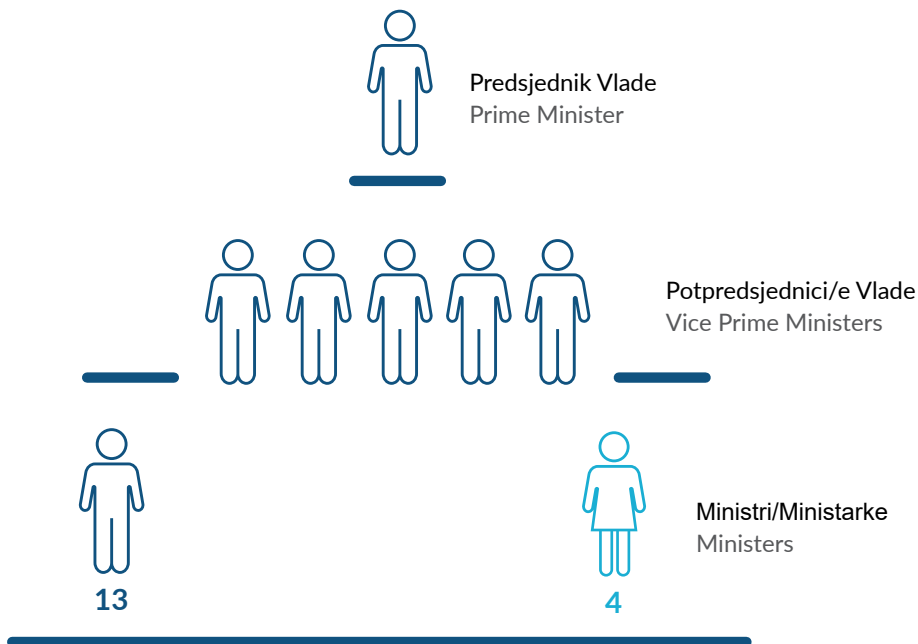 Predsjednik Vlade
Prime Minister
Potpredsjednici/e Vlade
Vice Prime Ministers
Ministri/Ministarke
Ministers
13
4